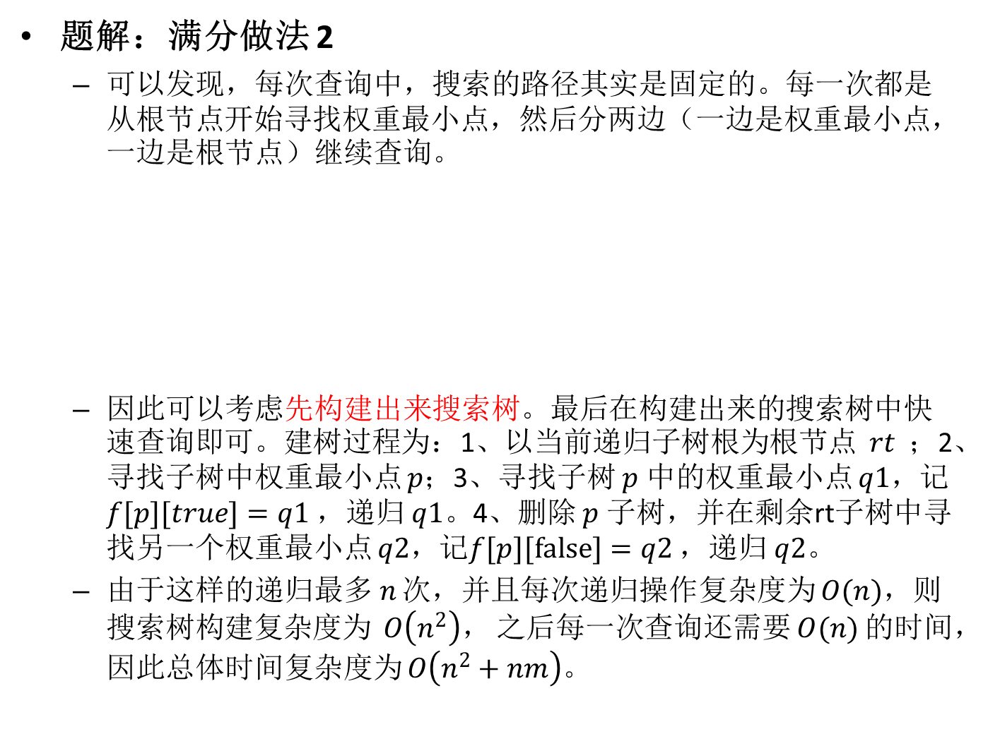 • 题解：满分做法 2
– 可以发现，每次查询中，搜索的路径其实是固定的。每一次都是
从根节点开始寻找权重最小点，然后分两边（一边是权重最小点，
一边是根节点）继续查询。
– 因此可以考虑先构建出来搜索树。最后在构建出来的搜索树中快
速查询即可。建树过程为：1、以当前递归子树根为根节点 rt ；2、
寻找子树中权重最小点 p；3、寻找子树 p 中的权重最小点 q1，记
f[p][true] = q1 ，递归 q1。4、删除 p 子树，并在剩余rt子树中寻
找另一个权重最小点 q2，记f[p][false] = q2 ，递归 q2。
– 由于这样的递归最多 n 次，并且每次递归操作复杂度为 O(n)，则
搜索树构建复杂度为 O(n²)， 之后每一次查询还需要 O(n) 的时间，
因此总体时间复杂度为 O(n² + nm)。